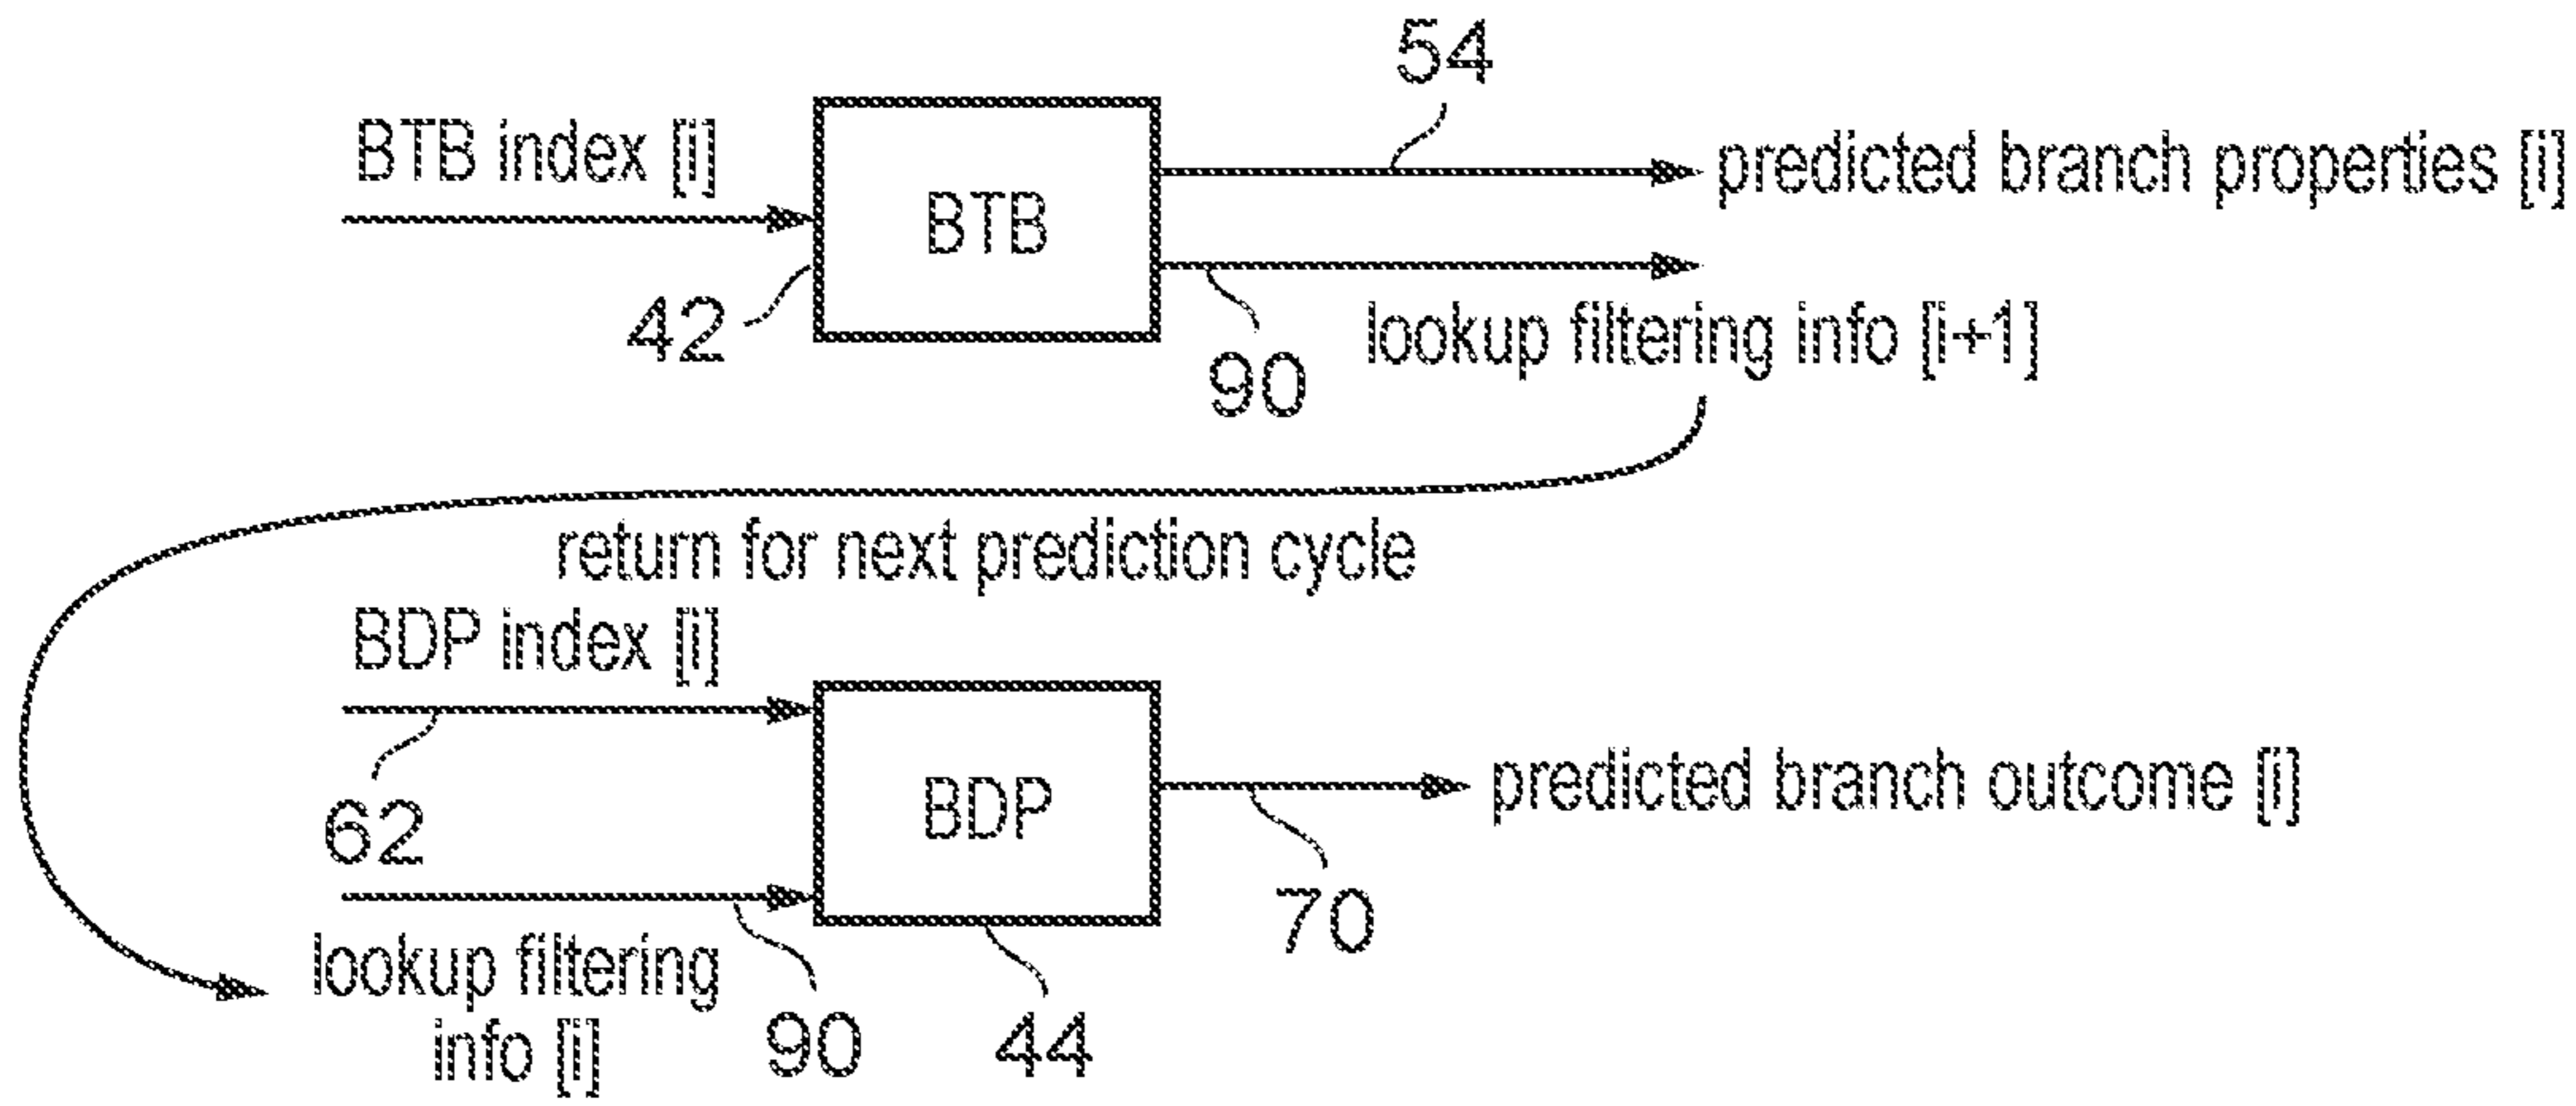 54
BTB index [i]
BTB
predicted branch properties [i]
42
90
lookup filtering info [i+1]
return for next prediction cycle
BDP index [i]
62
BDP
predicted branch outcome [i]
70
lookup filtering
info [i]
90
44